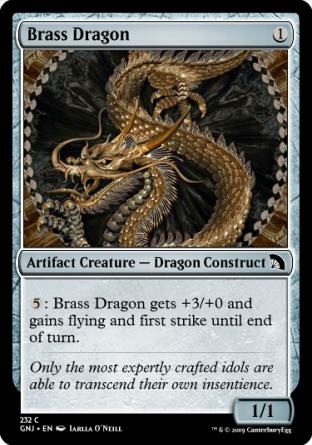 Brass Dragon 1
Artifact Creature — Dragon Construct
5 : Brass Dragon gets +3/+0 and
gains flying and first strike until end
of turn.
Only the most expertly crafted idols are
able to transcend their own insentience.
1/1
232 C
GNJ • EN Iarlla O'Neill
™ & © 2019 CanterburyEgg